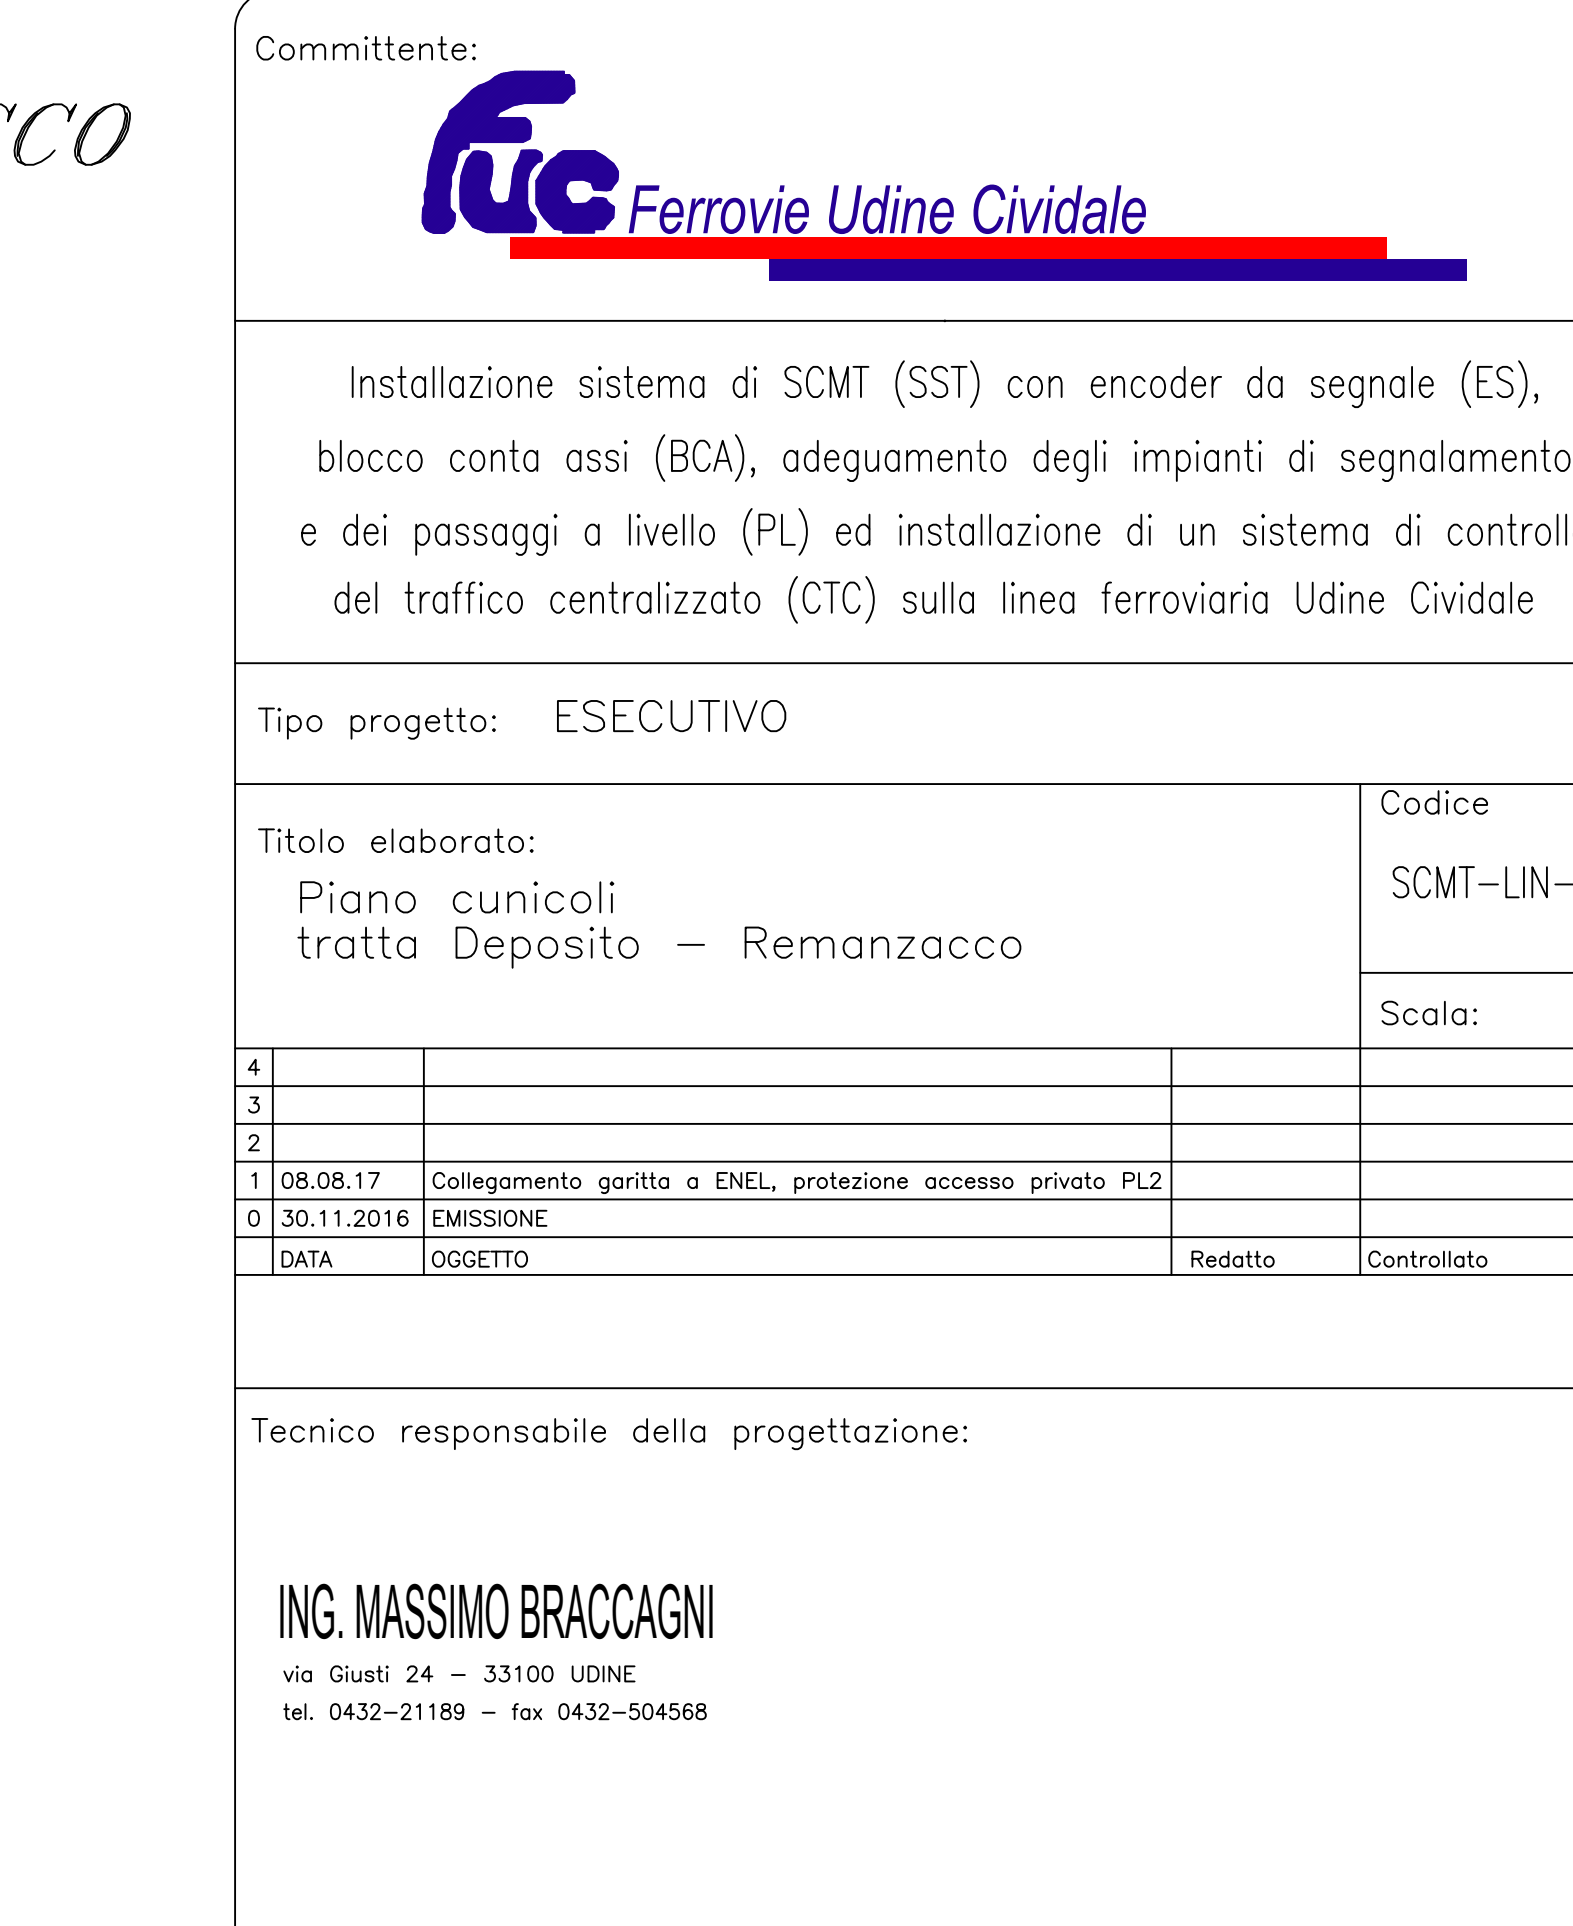 CCO
Committente:
Fuc Ferrovie Udine Cividale
Installazione sistema di SCMT (SST) con encoder da segnale (ES),
blocco conta assi (BCA), adeguamento degli impianti di segnalamento
e dei passaggi a livello (PL) ed installazione di un sistema di controll
del traffico centralizzato (CTC) sulla linea ferroviaria Udine Cividale
Tipo progetto: ESECUTIVO
Titolo elaborato:
Piano cunicoli
tratta Deposito – Remanzacco
Codice
SCMT–LIN–
Scala:
4
3
2
1 08.08.17 Collegamento garitta a ENEL, protezione accesso privato PL2
0 30.11.2016 EMISSIONE
DATA OGGETTO Redatto Controllato
Tecnico responsabile della progettazione:
ING. MASSIMO BRACCAGNI
via Giusti 24 – 33100 UDINE
tel. 0432–21189 – fax 0432–504568